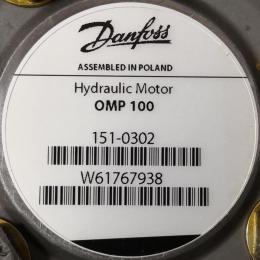 Danfoss
ASSEMBLED IN POLAND
Hydraulic Motor
OMP 100
151-0302
W61767938